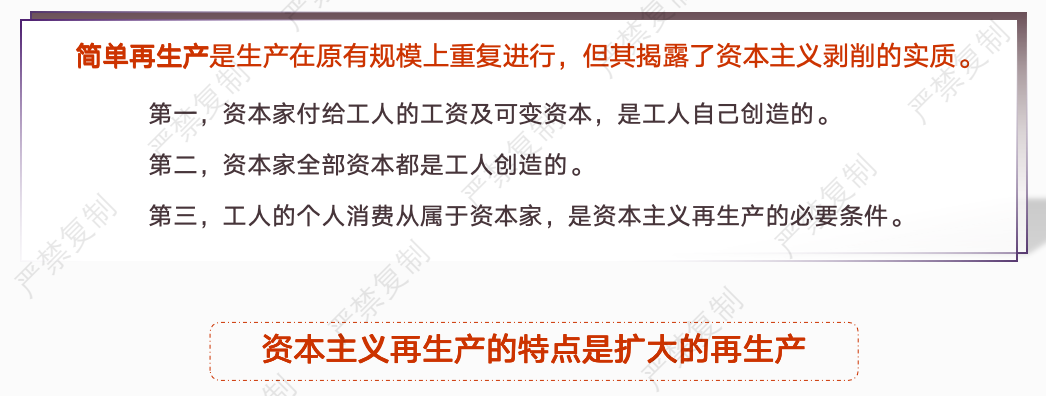 简单再生产是生产在原有规模上重复进行，但其揭露了资本主义剥削的实质。
第一，资本家付给工人的工资及可变资本，是工人自己创造的。
第二，资本家全部资本都是工人创造的。
第三，工人的个人消费从属于资本家，是资本主义再生产的必要条件。
资本主义再生产的特点是扩大的再生产
严禁复制
严禁复制
严禁复制
严禁复制
严禁复制
严禁复制
严禁复制
严禁复制